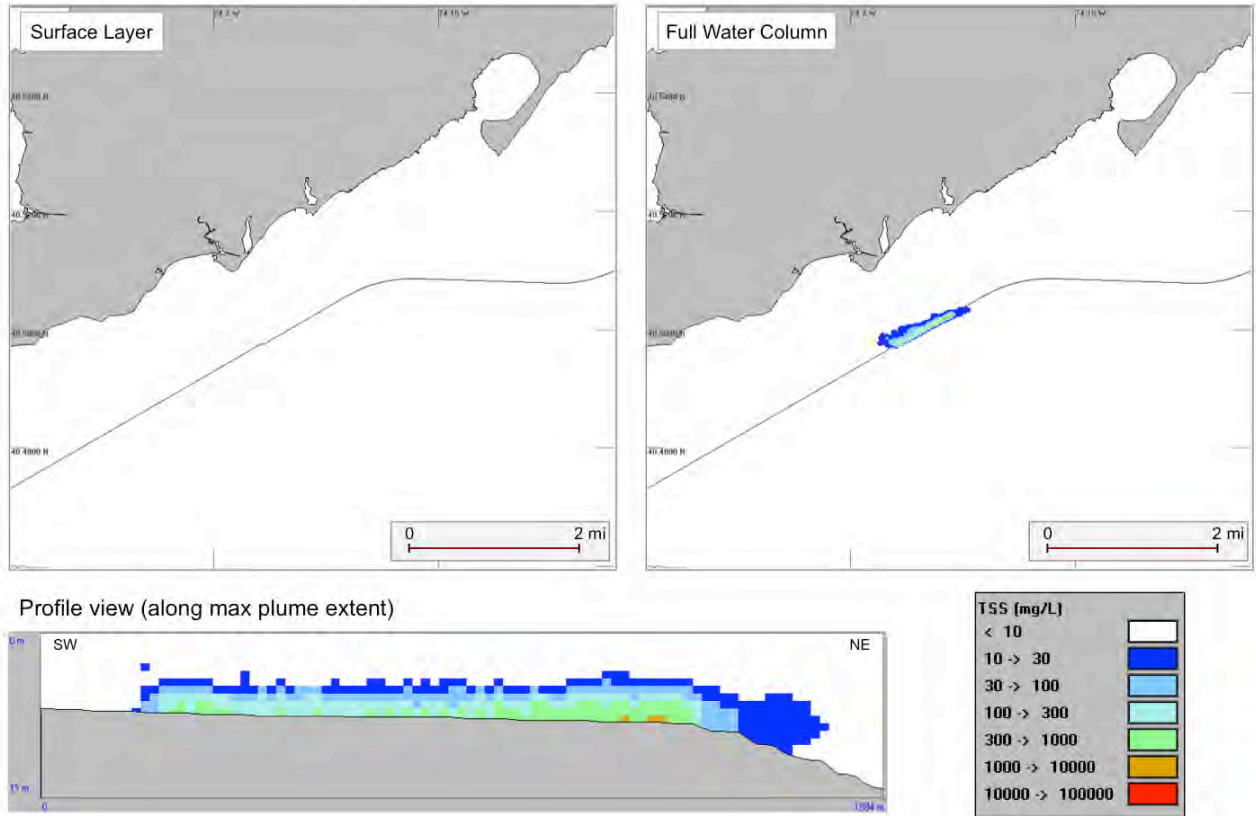 Surface Layer
Full Water Column
0 2 mi
0 2 mi
Profile view (along max plume extent)
0 m
SW
NE
15 m
0
TSS (mg/L)
< 10
10 -> 30
30 -> 100
100 -> 300
300 -> 1000
1000 -> 10000
10000 -> 100000